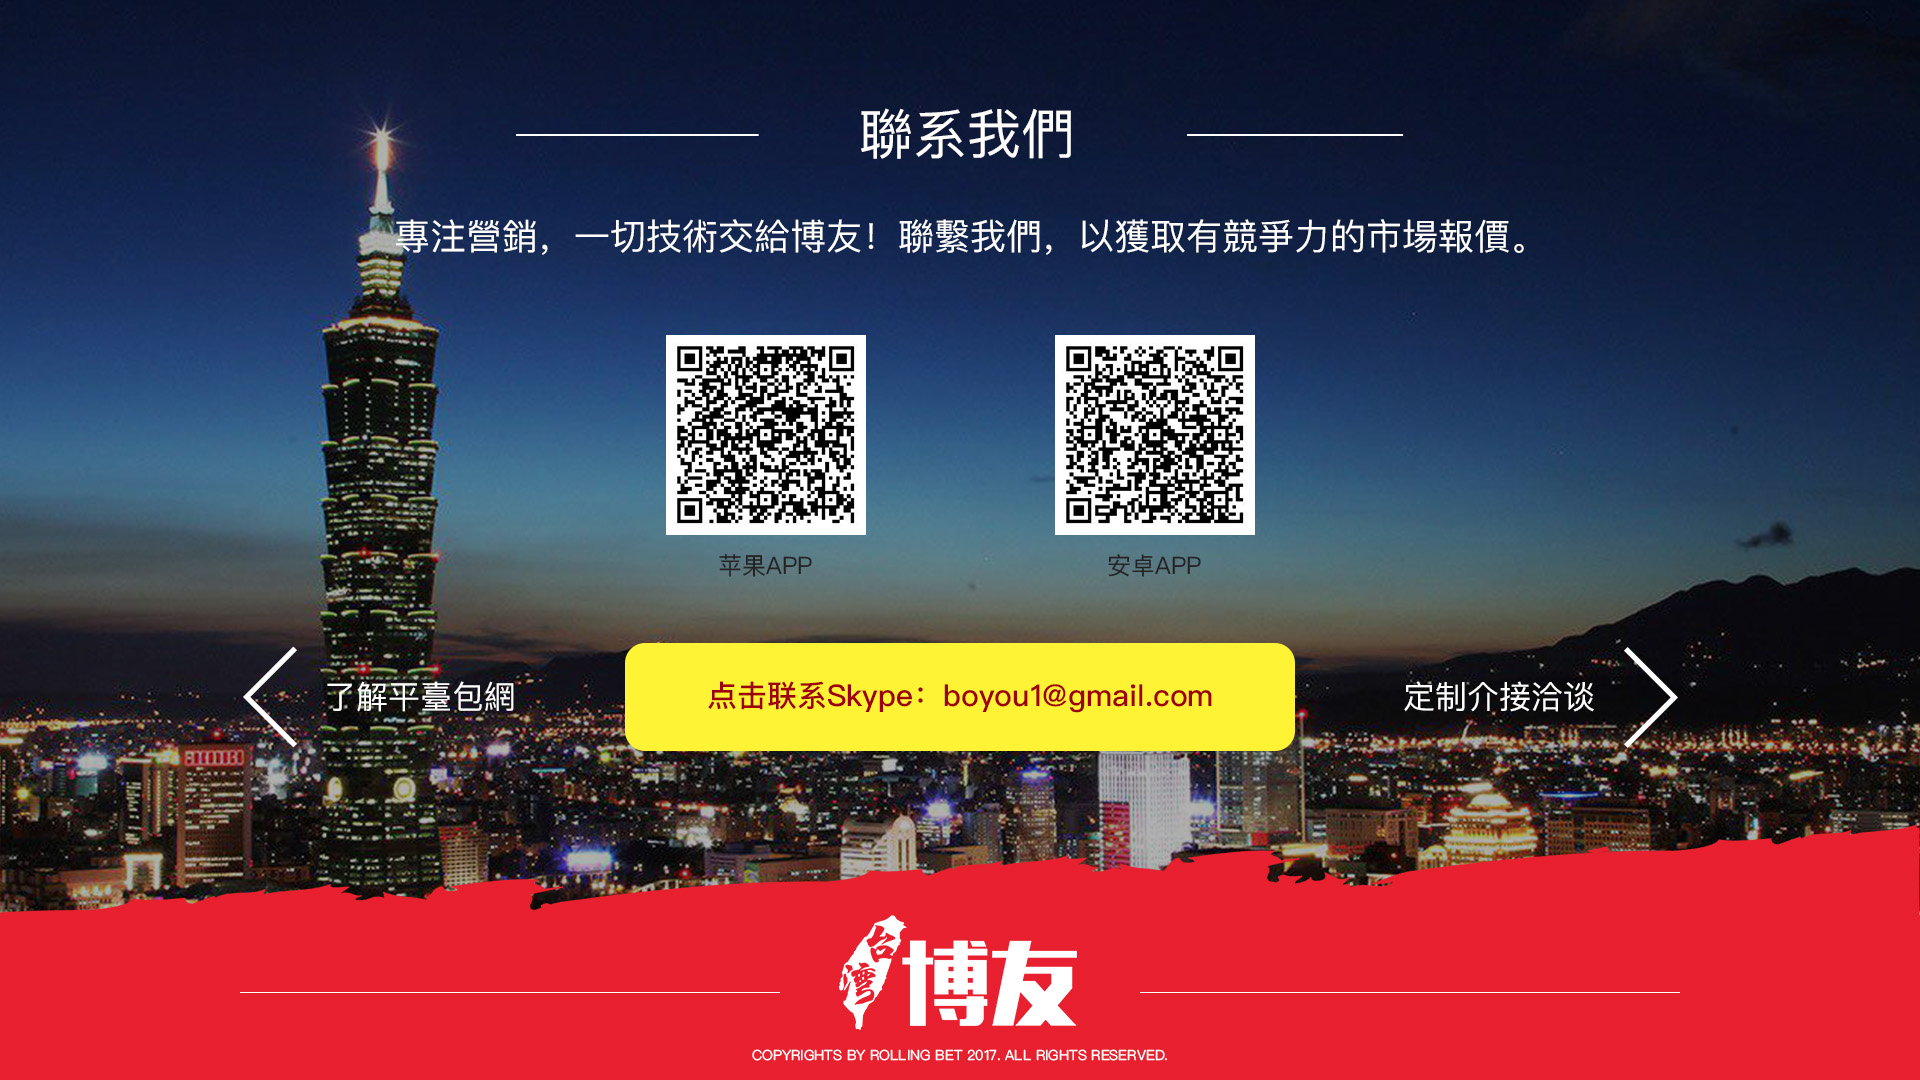 聯系我們
專注營銷，一切技術交給博友！聯繫我們，以獲取有競爭力的市場報價。
苹果APP
安卓APP
了解平臺包網
点击联系Skype：boyou1@gmail.com
定制介接洽谈
台灣博友
COPYRIGHTS BY ROLLING BET 2017. ALL RIGHTS RESERVED.